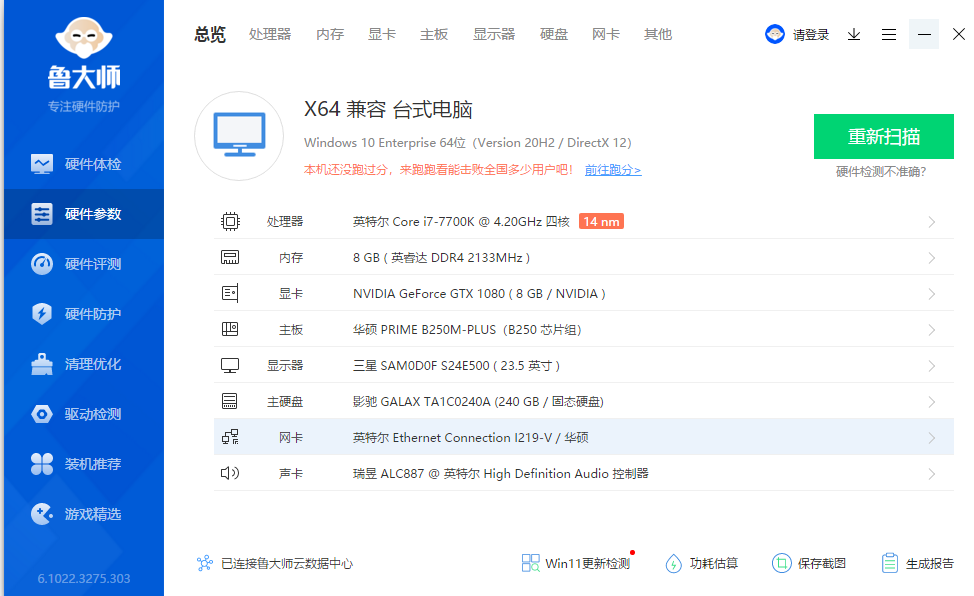 鲁大师
专注硬件防护
硬件体检
硬件参数
硬件评测
硬件防护
清理优化
驱动检测
装机推荐
游戏精选
6.1022.3275.303
总览 处理器 内存 显卡 主板 显示器 硬盘 网卡 其他
请登录
X64 兼容 台式电脑
Windows 10 Enterprise 64位（Version 20H2 / DirectX 12）
本机还没跑过分，来跑跑看能击败全国多少用户吧！ 前往跑分>
重新扫描
硬件检测不准确?
处理器 英特尔 Core i7-7700K @ 4.20GHz 四核 14 nm
内存 8 GB ( 英睿达 DDR4 2133MHz )
显卡 NVIDIA GeForce GTX 1080 ( 8 GB / NVIDIA )
主板 华硕 PRIME B250M-PLUS（B250 芯片组）
显示器 三星 SAM0D0F S24E500 ( 23.5 英寸 )
主硬盘 影驰 GALAX TA1C0240A (240 GB / 固态硬盘)
网卡 英特尔 Ethernet Connection I219-V / 华硕
声卡 瑞昱 ALC887 @ 英特尔 High Definition Audio 控制器
已连接鲁大师云数据中心
Win11更新检测
功耗估算
保存截图
生成报告